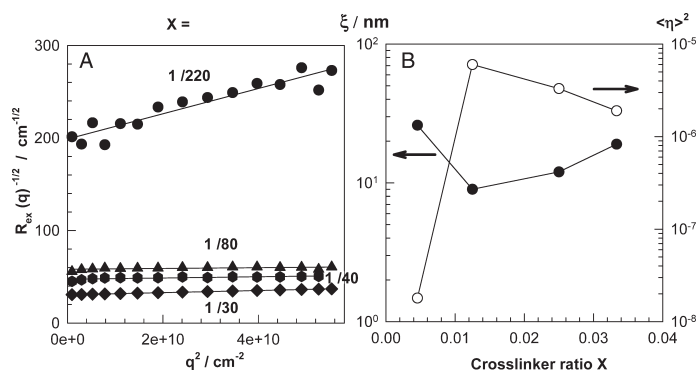 X =
ξ / nm
<η>²
A
B
300
200
100
0
R_ex (q)^-1/2 / cm^-1/2
1 /220
1 /80
1 /40
1 /30
0e+0
2e+10
4e+10
q² / cm⁻²
10²
10¹
10⁰
10⁻⁵
10⁻⁶
10⁻⁷
10⁻⁸
0.00
0.01
0.02
0.03
0.04
Crosslinker ratio X